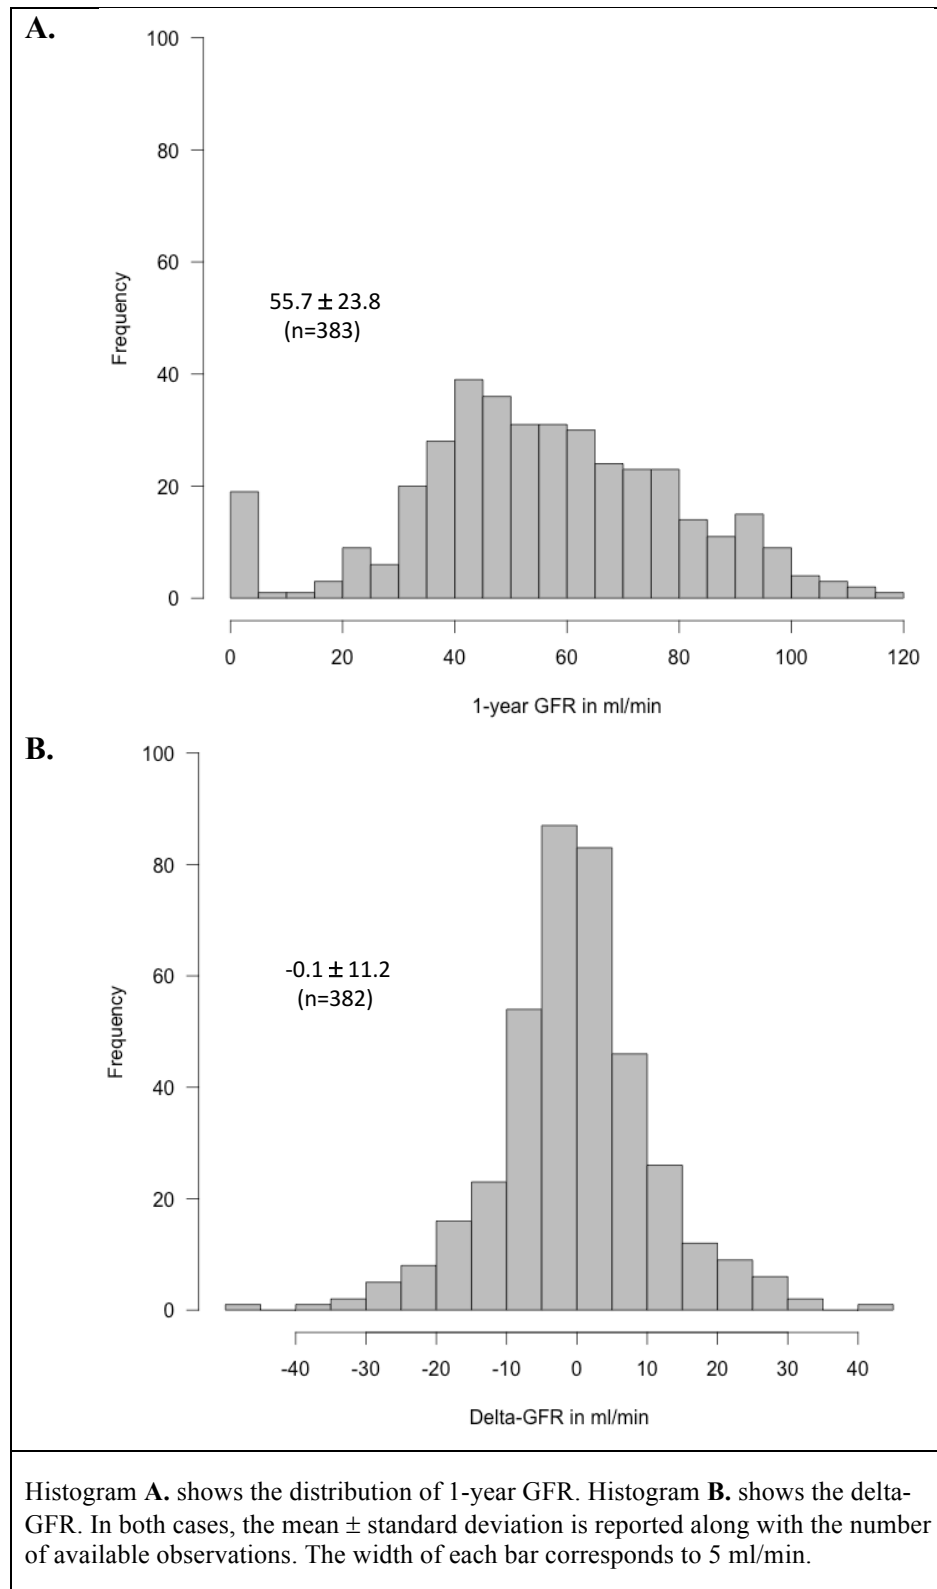 A.
100
80
60
40
20
0
Frequency
55.7 ± 23.8
(n=383)
0 20 40 60 80 100 120
1-year GFR in ml/min
B.
100
80
60
40
20
0
Frequency
-0.1 ± 11.2
(n=382)
-40 -30 -20 -10 0 10 20 30 40
Delta-GFR in ml/min
Histogram A. shows the distribution of 1-year GFR. Histogram B. shows the delta-
GFR. In both cases, the mean ± standard deviation is reported along with the number
of available observations. The width of each bar corresponds to 5 ml/min.